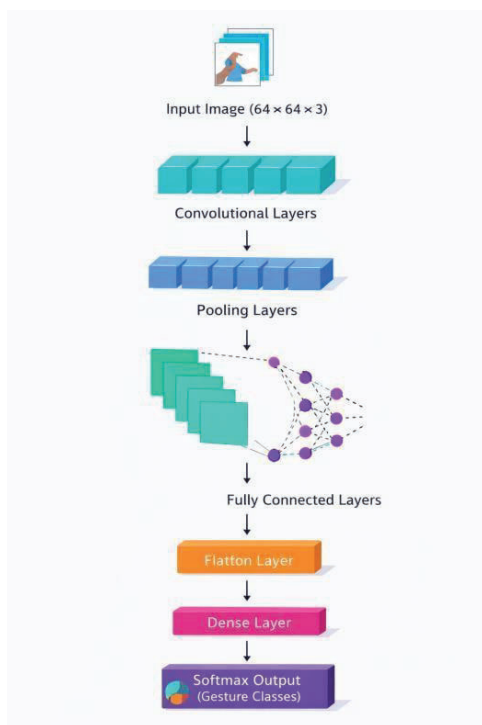 Input Image (64 × 64 × 3)
Convolutional Layers
Pooling Layers
Fully Connected Layers
Flatton Layer
Dense Layer
Softmax Output
(Gesture Classes)